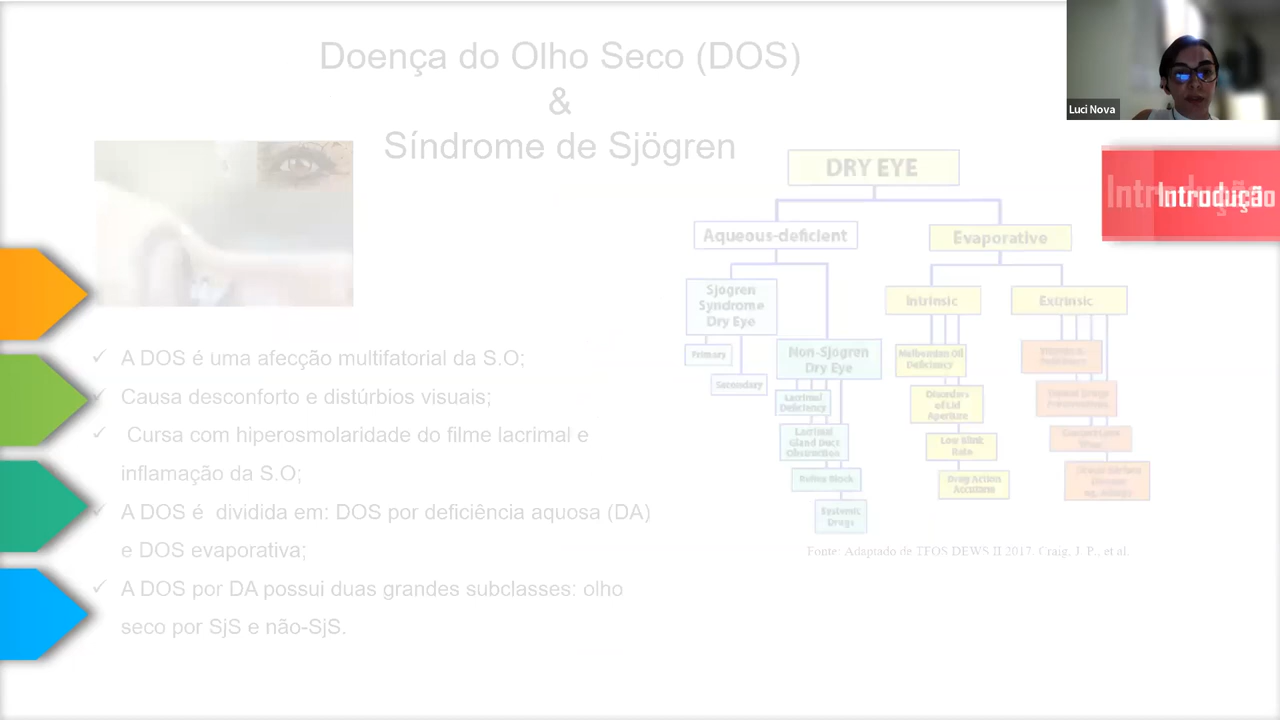 Doença do Olho Seco (DOS)
&
Síndrome de Sjögren
Luci Nova
Introdução
✓ A DOS é uma afecção multifatorial da S.O;
✓ Causa desconforto e distúrbios visuais;
✓ Cursa com hiperosmolaridade do filme lacrimal e
inflamação da S.O;
✓ A DOS é dividida em: DOS por deficiência aquosa (DA)
e DOS evaporativa;
✓ A DOS por DA possui duas grandes subclasses: olho
seco por SjS e não-SjS.
DRY EYE
Aqueous-deficient
Evaporative
Sjogren
Syndrome
Dry Eye
Primary
Secondary
Non-Sjogren
Dry Eye
Lacrimal
Deficiency
Lacrimal
Gland Duct
Obstruction
Reflex Block
Systemic
Drugs
Intrinsic
Meibomian Oil
Deficiency
Disorders
of Lid
Aperture
Low Blink
Rate
Drug Action
Accutane
Extrinsic
Fonte: Adaptado de TFOS DEWS II 2017. Craig, J. P., et al.